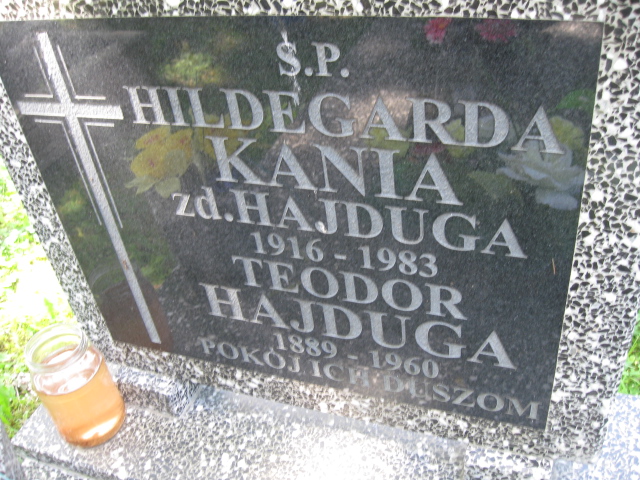 Ś.P.
HILDEGARDA
KANIA
zd.HAJDUGA
1916 - 1983
TEODOR
HAJDUGA
1889 - 1960
POKÓJ ICH DUSZOM